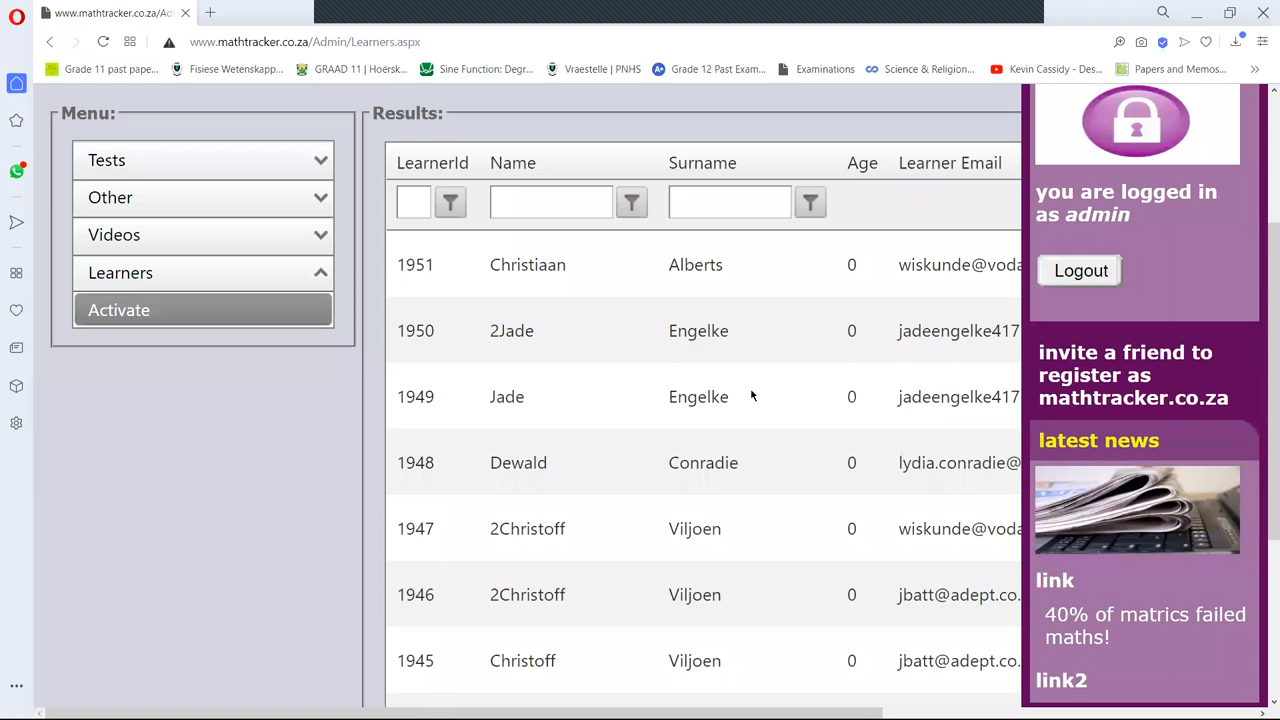 www.mathtracker.co.za/Ad
www.mathtracker.co.za/Admin/Learners.aspx
Grade 11 past pape...
Fisiese Wetenskapp...
GRAAD 11 | Hoërsk...
Sine Function: Degr...
Vraestelle | PNHS
Grade 12 Past Exam...
Examinations
Science & Religion...
Kevin Cassidy - Des...
Papers and Memos...
Menu:
Tests
Other
Videos
Learners
Activate
Results:
LearnerId Name Surname Age Learner Email
1951 Christiaan Alberts 0 wiskunde@voda
1950 2Jade Engelke 0 jadeengelke417
1949 Jade Engelke 0 jadeengelke417
1948 Dewald Conradie 0 lydia.conradie@
1947 2Christoff Viljoen 0 wiskunde@voda
1946 2Christoff Viljoen 0 jbatt@adept.co.
1945 Christoff Viljoen 0 jbatt@adept.co.
you are logged in
as admin
Logout
invite a friend to
register as
mathtracker.co.za
latest news
link
40% of matrics failed
maths!
link2